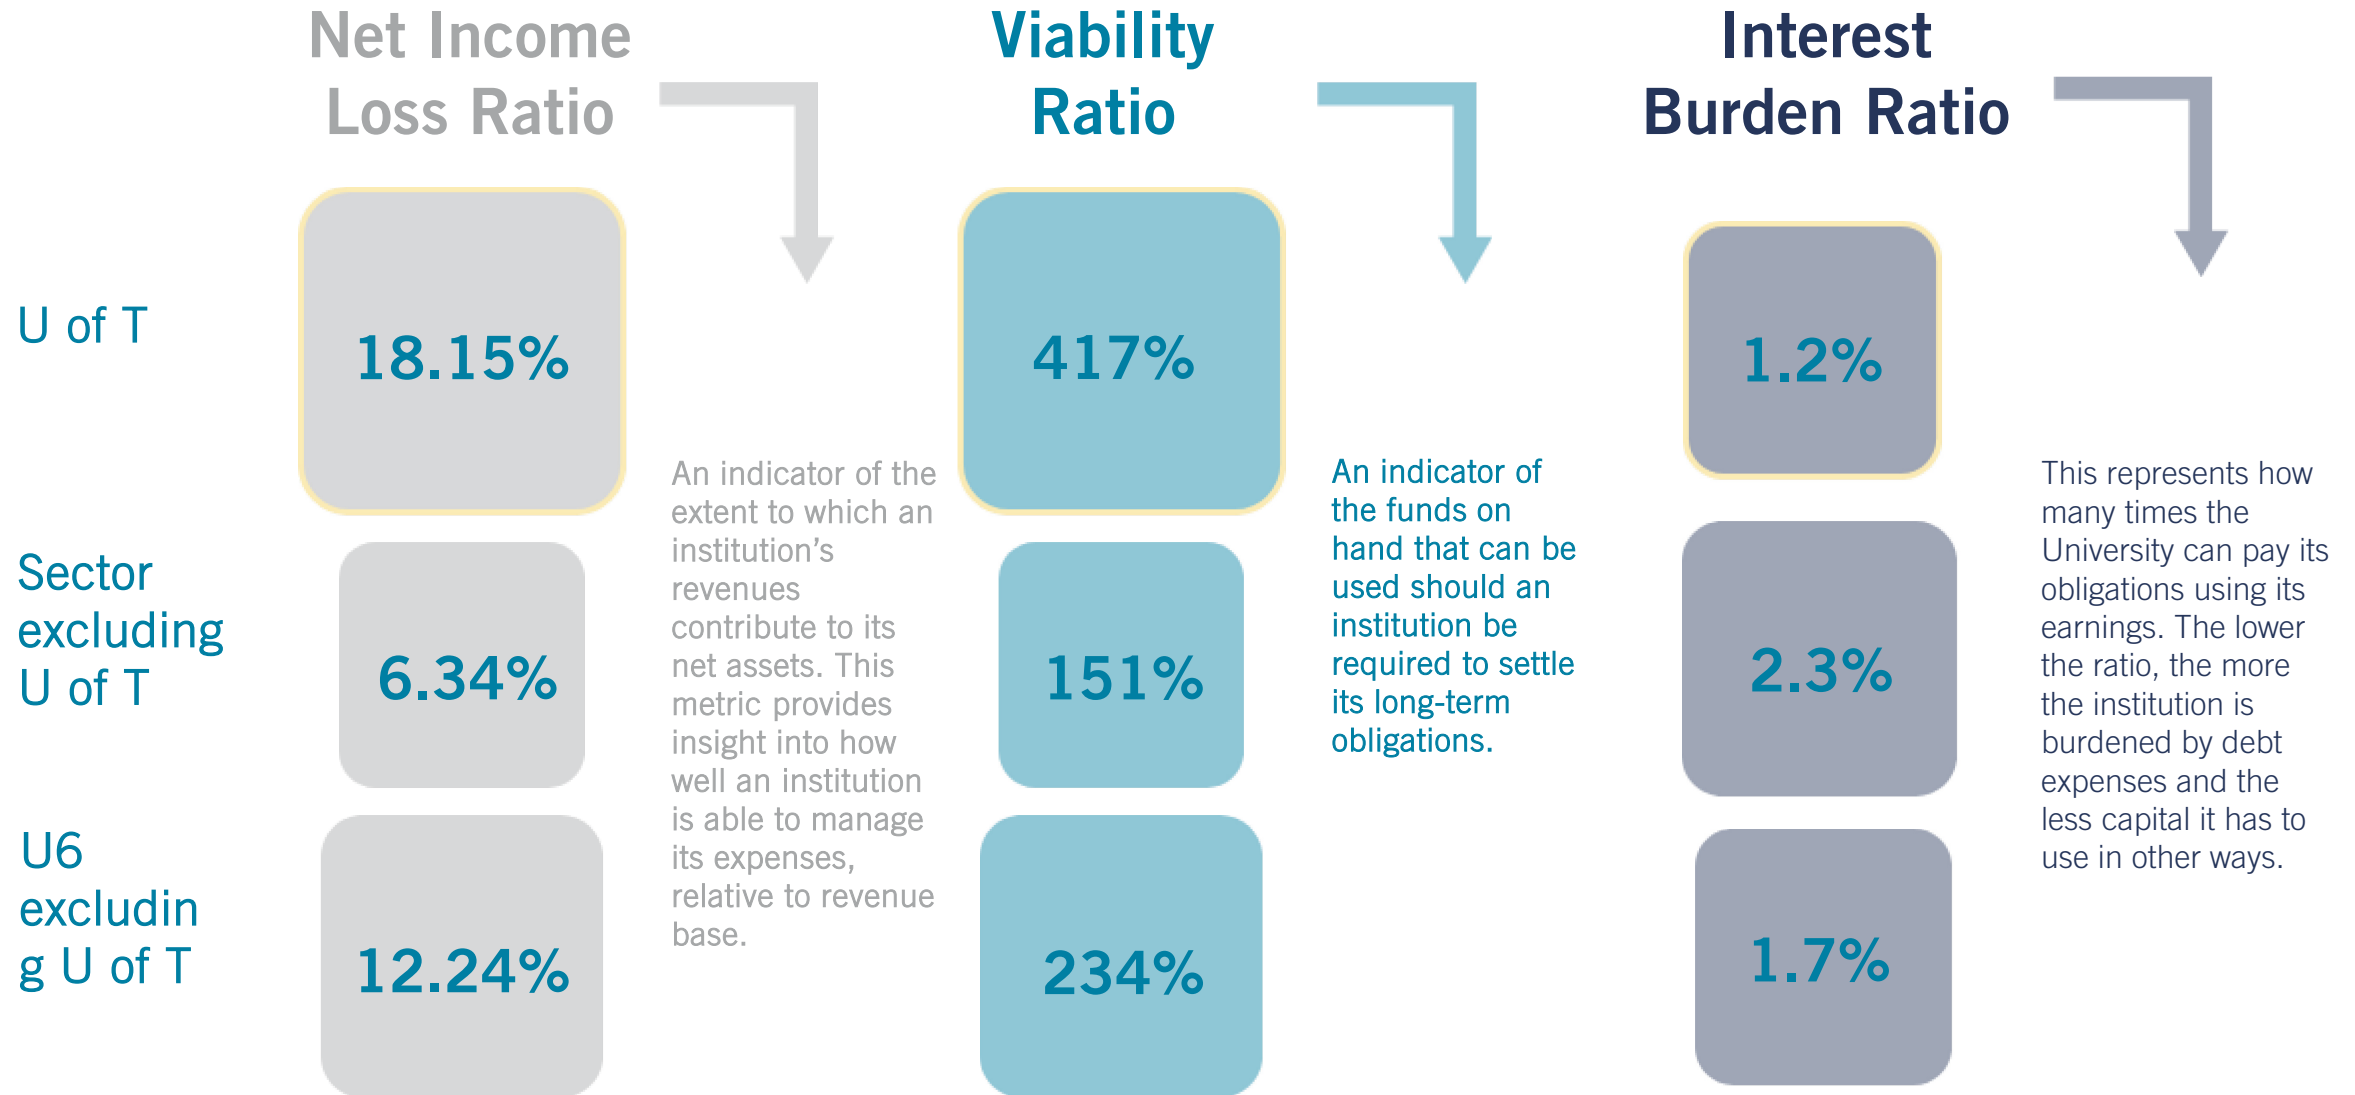 Net Income
Loss Ratio
Viability
Ratio
Interest
Burden Ratio
U of T
18.15%
417%
1.2%
Sector
excluding
U of T
6.34%
151%
2.3%
U6
excludin
g U of T
12.24%
234%
1.7%
An indicator of the
extent to which an
institution’s
revenues
contribute to its
net assets. This
metric provides
insight into how
well an institution
is able to manage
its expenses,
relative to revenue
base.
An indicator of
the funds on
hand that can be
used should an
institution be
required to settle
its long-term
obligations.
This represents how
many times the
University can pay its
obligations using its
earnings. The lower
the ratio, the more
the institution is
burdened by debt
expenses and the
less capital it has to
use in other ways.